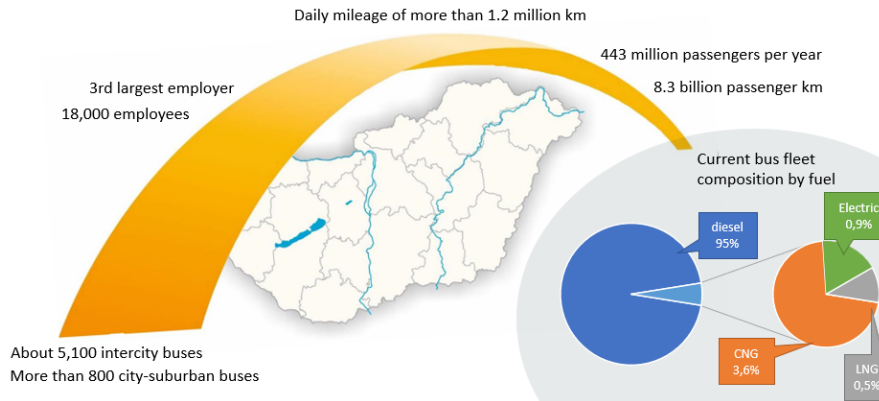 Daily mileage of more than 1.2 million km
443 million passengers per year
8.3 billion passenger km
3rd largest employer
18,000 employees
Current bus fleet
composition by fuel
diesel
95%
Electric
0,9%
CNG
3,6%
LNG
0,5%
About 5,100 intercity buses
More than 800 city-suburban buses